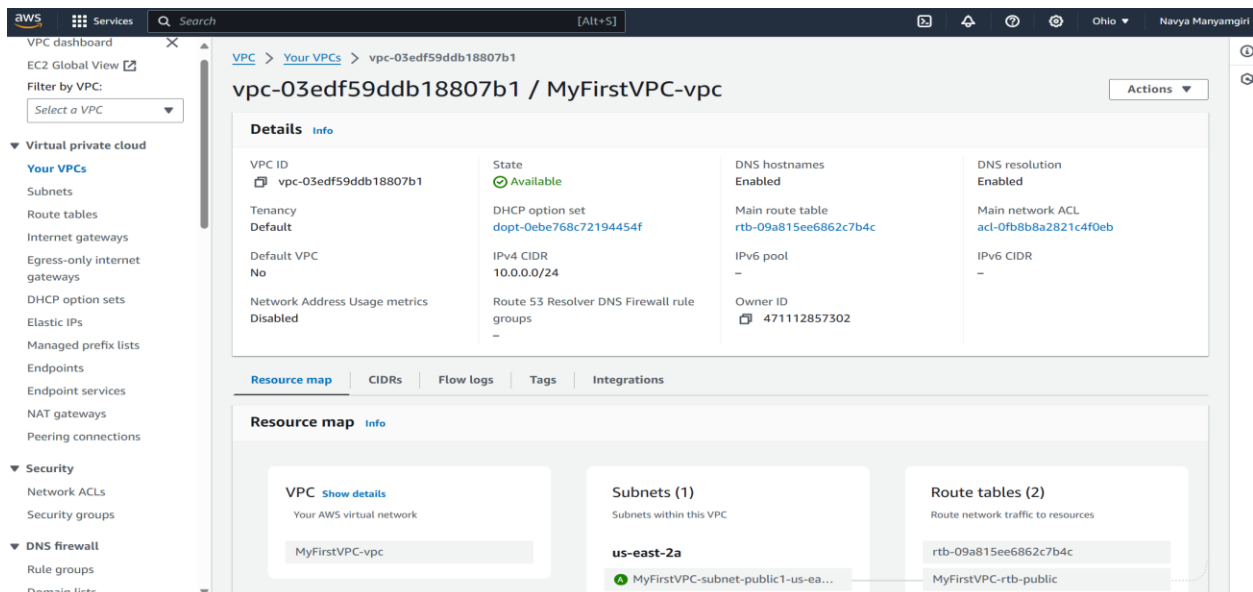 aws Services Search [Alt+S] Ohio Navya Manyamgiri
VPC dashboard
EC2 Global View
Filter by VPC:
Select a VPC
Virtual private cloud
Your VPCs
Subnets
Route tables
Internet gateways
Egress-only internet
gateways
DHCP option sets
Elastic IPs
Managed prefix lists
Endpoints
Endpoint services
NAT gateways
Peering connections
Security
Network ACLs
Security groups
DNS firewall
Rule groups
Domain lists
VPC > Your VPCs > vpc-03edf59ddb18807b1
vpc-03edf59ddb18807b1 / MyFirstVPC-vpc
Actions
Details Info
VPC ID
vpc-03edf59ddb18807b1
State
Available
DNS hostnames
Enabled
DNS resolution
Enabled
Tenancy
Default
DHCP option set
dopt-0ebe768c72194454f
Main route table
rtb-09a815ee6862c7b4c
Main network ACL
acl-0fb8b8a2821c4f0eb
Default VPC
No
IPv4 CIDR
10.0.0.0/24
IPv6 pool
–
IPv6 CIDR
–
Network Address Usage metrics
Disabled
Route 53 Resolver DNS Firewall rule
groups
–
Owner ID
471112857302
Resource map CIDRs Flow logs Tags Integrations
Resource map Info
VPC Show details
Your AWS virtual network
MyFirstVPC-vpc
Subnets (1)
Subnets within this VPC
us-east-2a
A MyFirstVPC-subnet-public1-us-ea...
Route tables (2)
Route network traffic to resources
rtb-09a815ee6862c7b4c
MyFirstVPC-rtb-public